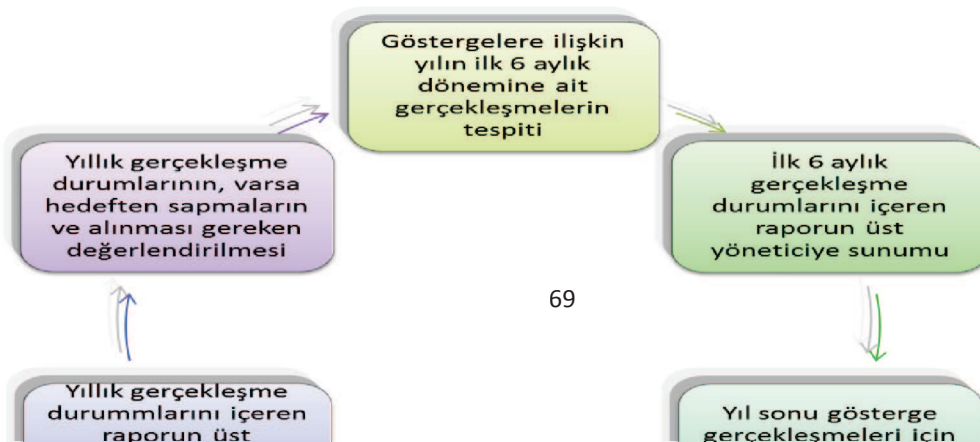 Göstergelere ilişkin
yılın ilk 6 aylık
dönemine ait
gerçekleşmelerin
tespiti
Yıllık gerçekleşme
durumlarının, varsa
hedeften sapmaların
ve alınması gereken
değerlendirilmesi
İlk 6 aylık
gerçekleşme
durumlarını içeren
raporun üst
yöneticiye sunumu
69
Yıllık gerçekleşme
durummlarını içeren
raporun üst
Yıl sonu gösterge
gerçekleşmeleri için